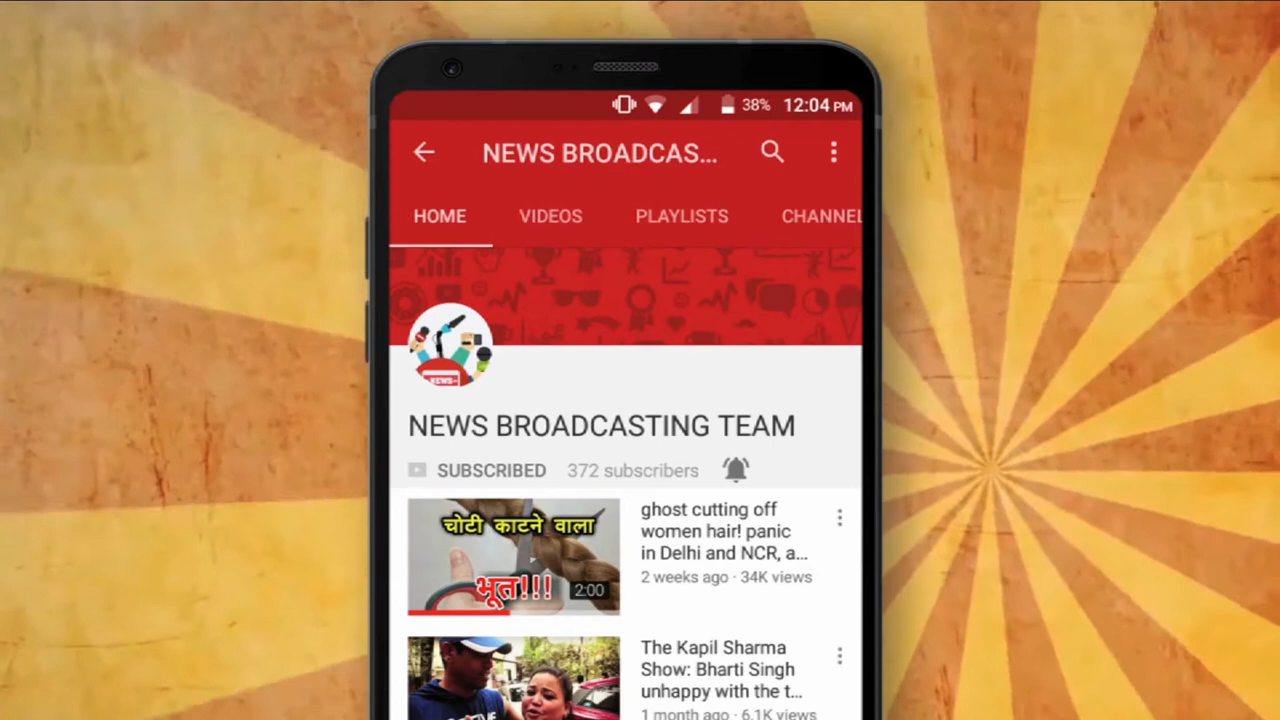 38% 12:04 PM
NEWS BROADCAS...
HOME VIDEOS PLAYLISTS CHANNEL
NEWS
NEWS BROADCASTING TEAM
SUBSCRIBED 372 subscribers
चोटी काटने वाला
भूत!!!
2:00
ghost cutting off
women hair! panic
in Delhi and NCR, a...
2 weeks ago · 34K views
The Kapil Sharma
Show: Bharti Singh
unhappy with the t...
1 month ago · 6.1K views